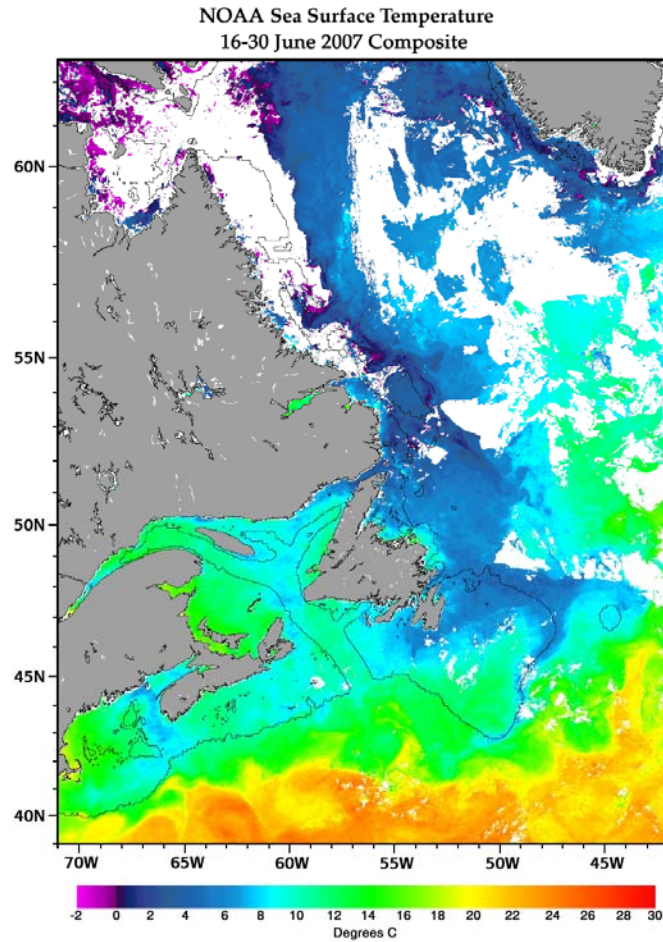 NOAA Sea Surface Temperature
16-30 June 2007 Composite
60N
55N
50N
45N
40N
70W 65W 60W 55W 50W 45W
-2 0 2 4 6 8 10 12 14 16 18 20 22 24 26 28 30
Degrees C